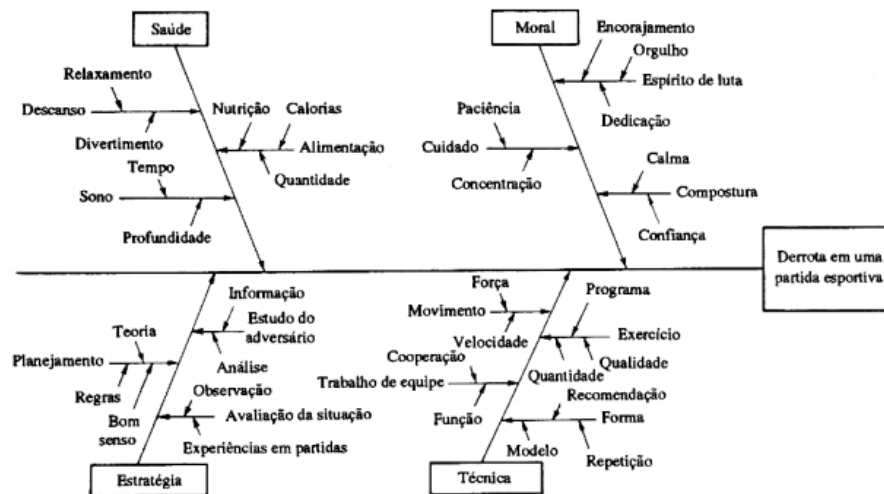 Saúde
Relaxamento
Descanso
Divertimento
Nutrição
Calorias
Alimentação
Quantidade
Tempo
Sono
Profundidade
Moral
Encorajamento
Orgulho
Espírito de luta
Dedicação
Paciência
Cuidado
Concentração
Calma
Compostura
Confiança
Derrota em uma
partida esportiva
Informação
Estudo do
adversário
Análise
Teoria
Planejamento
Regras
Bom
senso
Observação
Avaliação da situação
Experiências em partidas
Estratégia
Força
Movimento
Velocidade
Programa
Exercício
Quantidade
Qualidade
Cooperação
Trabalho de equipe
Função
Recomendação
Forma
Modelo
Repetição
Técnica